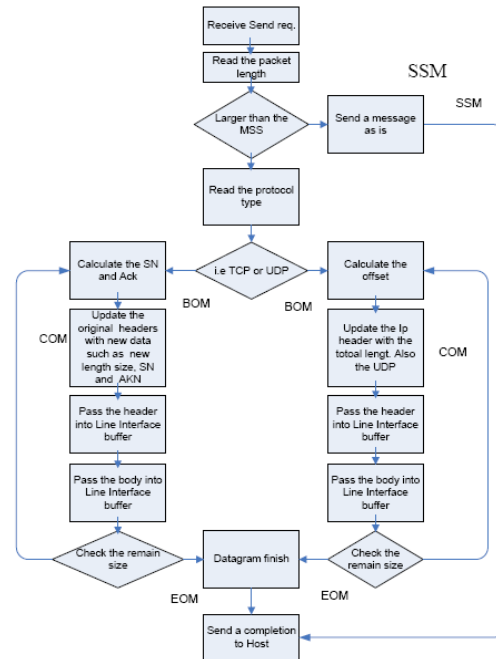 Receive Send req.
Read the packet
length
SSM
Larger than the
MSS
Send a message
as is
SSM
Read the protocol
type
Calculate the SN
and Ack
i.e TCP or UDP
Calculate the
offset
BOM
BOM
COM
Update the
original headers
with new data
such as new
length size, SN
and AKN
Update the Ip
header with the
totoal lengt. Also
the UDP
COM
Pass the header
into Line Interface
buffer
Pass the header
into Line Interface
buffer
Pass the body into
Line Interface
buffer
Pass the body into
Line Interface
buffer
Check the remain
size
Datagram finish
Check the
remain size
EOM
EOM
Send a completion
to Host